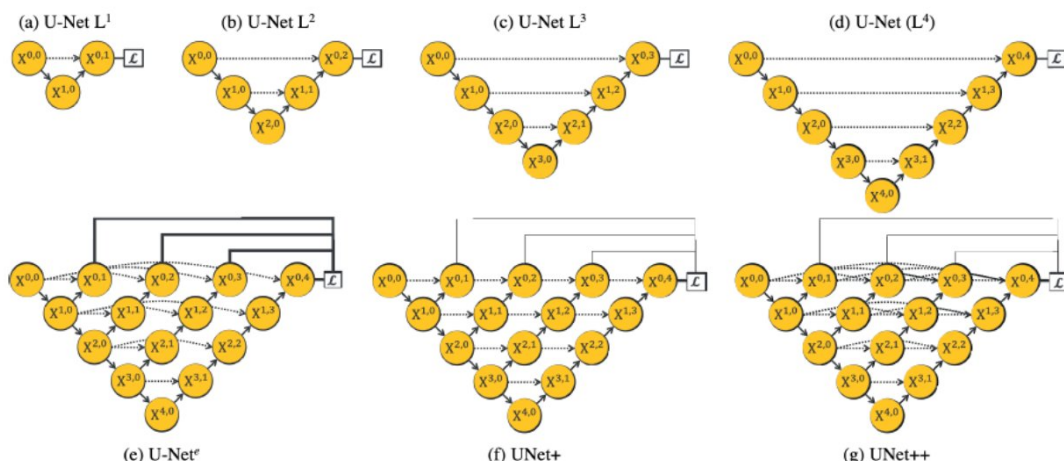 (a) U-Net L¹ (b) U-Net L² (c) U-Net L³ (d) U-Net (L⁴)
X⁰,⁰ X⁰,¹ ℒ X⁰,⁰ X⁰,² ℒ X⁰,⁰ X⁰,³ ℒ X⁰,⁰ X⁰,⁴ ℒ
X¹,⁰ X¹,⁰ X¹,¹ X¹,⁰ X¹,² X¹,⁰ X¹,³
X²,⁰ X²,⁰ X²,¹ X²,⁰ X²,²
X³,⁰ X³,⁰ X³,¹
X⁴,⁰
X⁰,⁰ X⁰,¹ X⁰,² X⁰,³ X⁰,⁴ ℒ X⁰,⁰ X⁰,¹ X⁰,² X⁰,³ X⁰,⁴ ℒ X⁰,⁰ X⁰,¹ X⁰,² X⁰,³ X⁰,⁴ ℒ
X¹,⁰ X¹,¹ X¹,² X¹,³ X¹,⁰ X¹,¹ X¹,² X¹,³ X¹,⁰ X¹,¹ X¹,² X¹,³
X²,⁰ X²,¹ X²,² X²,⁰ X²,¹ X²,² X²,⁰ X²,¹ X²,²
X³,⁰ X³,¹ X³,⁰ X³,¹ X³,⁰ X³,¹
X⁴,⁰ X⁴,⁰ X⁴,⁰
(e) U-Netᵉ (f) UNet+ (g) UNet++